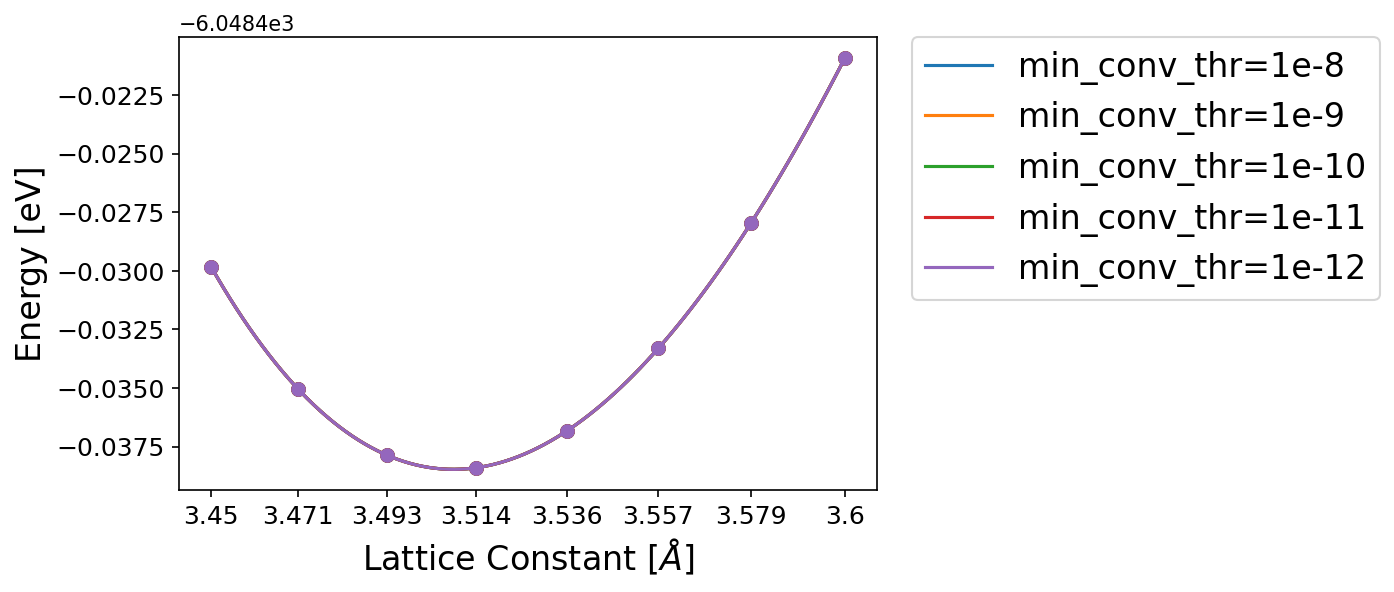 −6.0484e3
−0.0225
−0.0250
−0.0275
−0.0300
−0.0325
−0.0350
−0.0375
Energy [eV]
3.45 3.471 3.493 3.514 3.536 3.557 3.579 3.6
Lattice Constant [Å]
min_conv_thr=1e-8
min_conv_thr=1e-9
min_conv_thr=1e-10
min_conv_thr=1e-11
min_conv_thr=1e-12